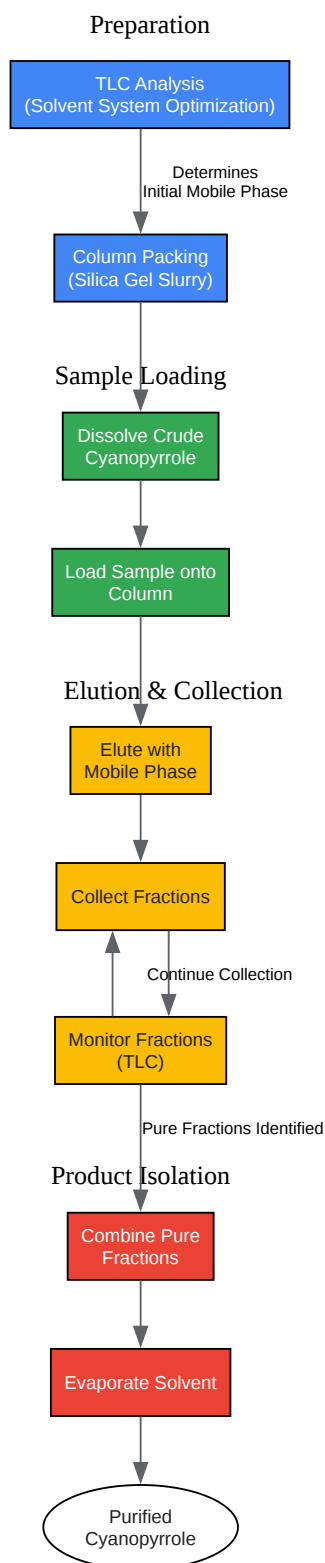 Preparation
TLC Analysis
(Solvent System Optimization)
Determines
Initial Mobile Phase
Column Packing
(Silica Gel Slurry)
Sample Loading
Dissolve Crude
Cyanopyrrole
Load Sample onto
Column
Elution & Collection
Elute with
Mobile Phase
Collect Fractions
Continue Collection
Monitor Fractions
(TLC)
Pure Fractions Identified
Product Isolation
Combine Pure
Fractions
Evaporate Solvent
Purified
Cyanopyrrole